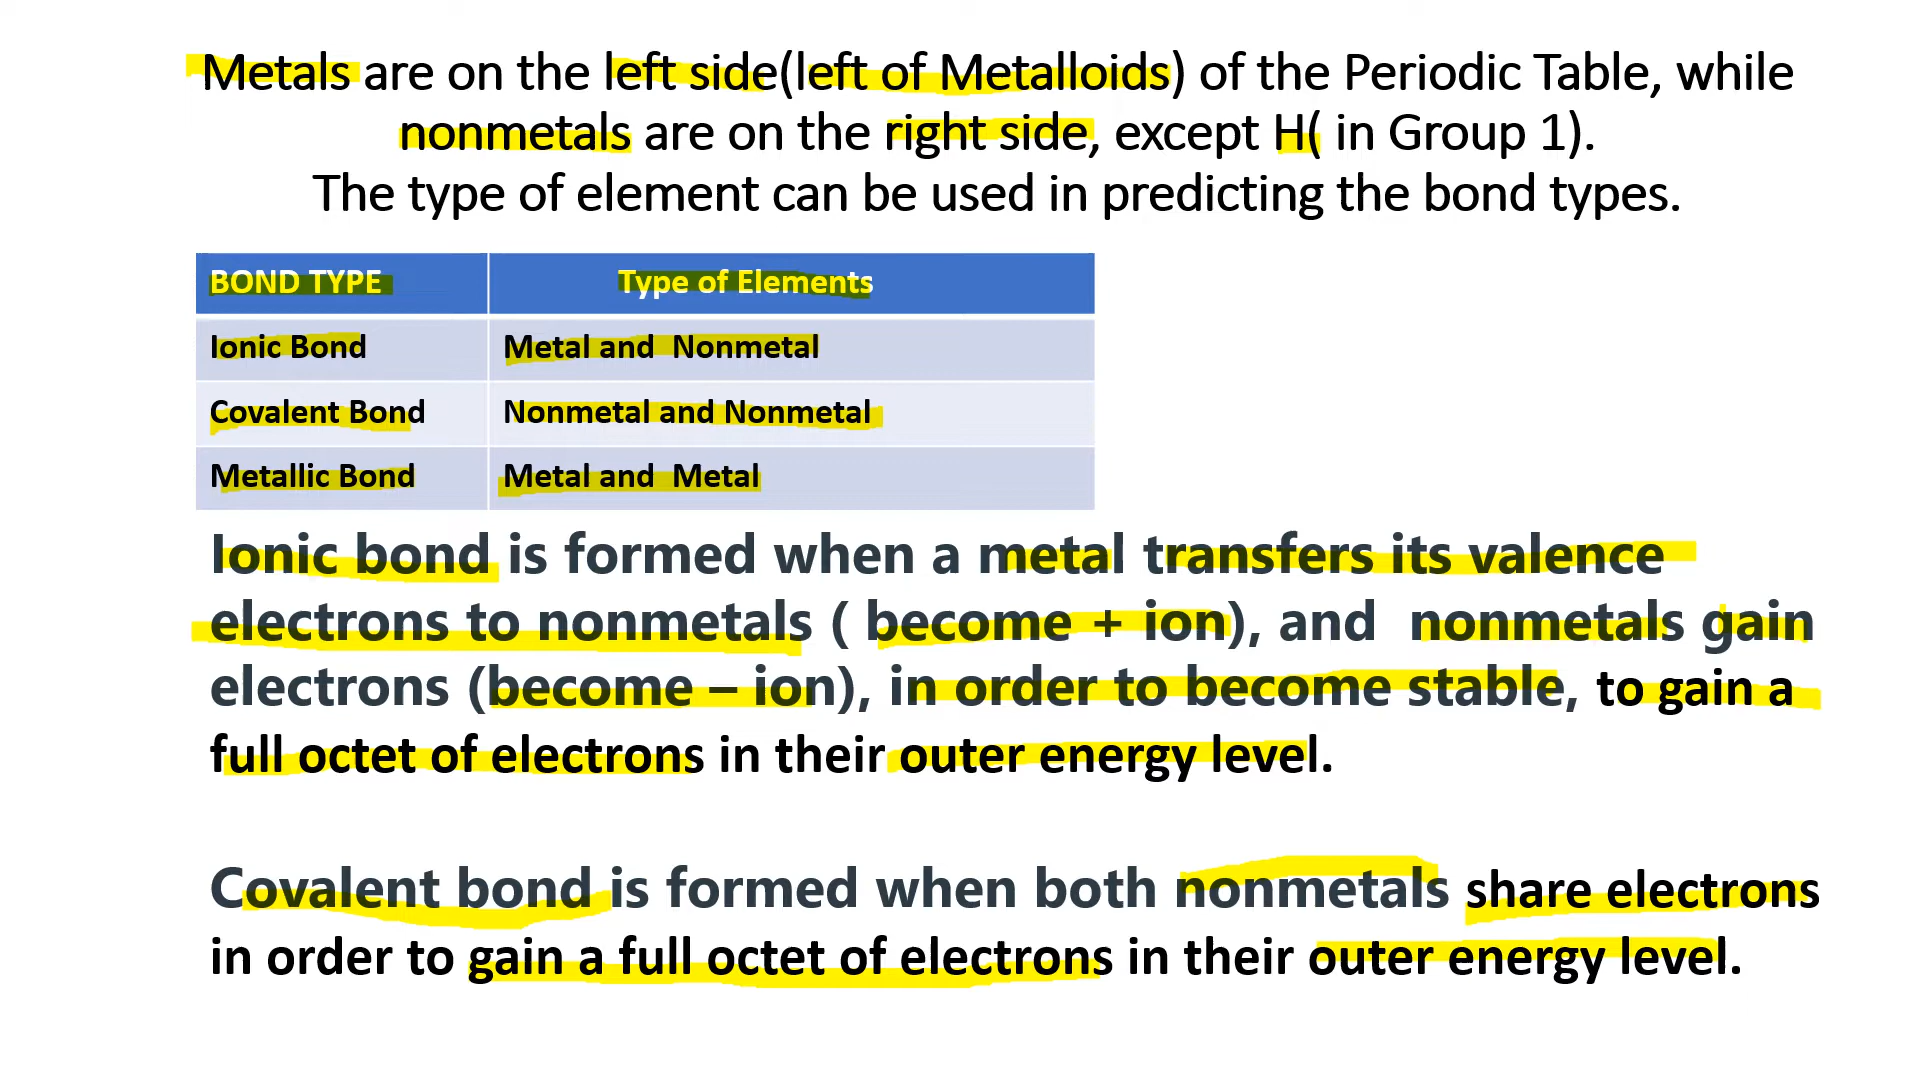 Metals are on the left side(left of Metalloids) of the Periodic Table, while
nonmetals are on the right side, except H( in Group 1).
The type of element can be used in predicting the bond types.
BOND TYPE Type of Elements
Ionic Bond Metal and Nonmetal
Covalent Bond Nonmetal and Nonmetal
Metallic Bond Metal and Metal
Ionic bond is formed when a metal transfers its valence
electrons to nonmetals ( become + ion), and nonmetals gain
electrons (become – ion), in order to become stable, to gain a
full octet of electrons in their outer energy level.
Covalent bond is formed when both nonmetals share electrons
in order to gain a full octet of electrons in their outer energy level.